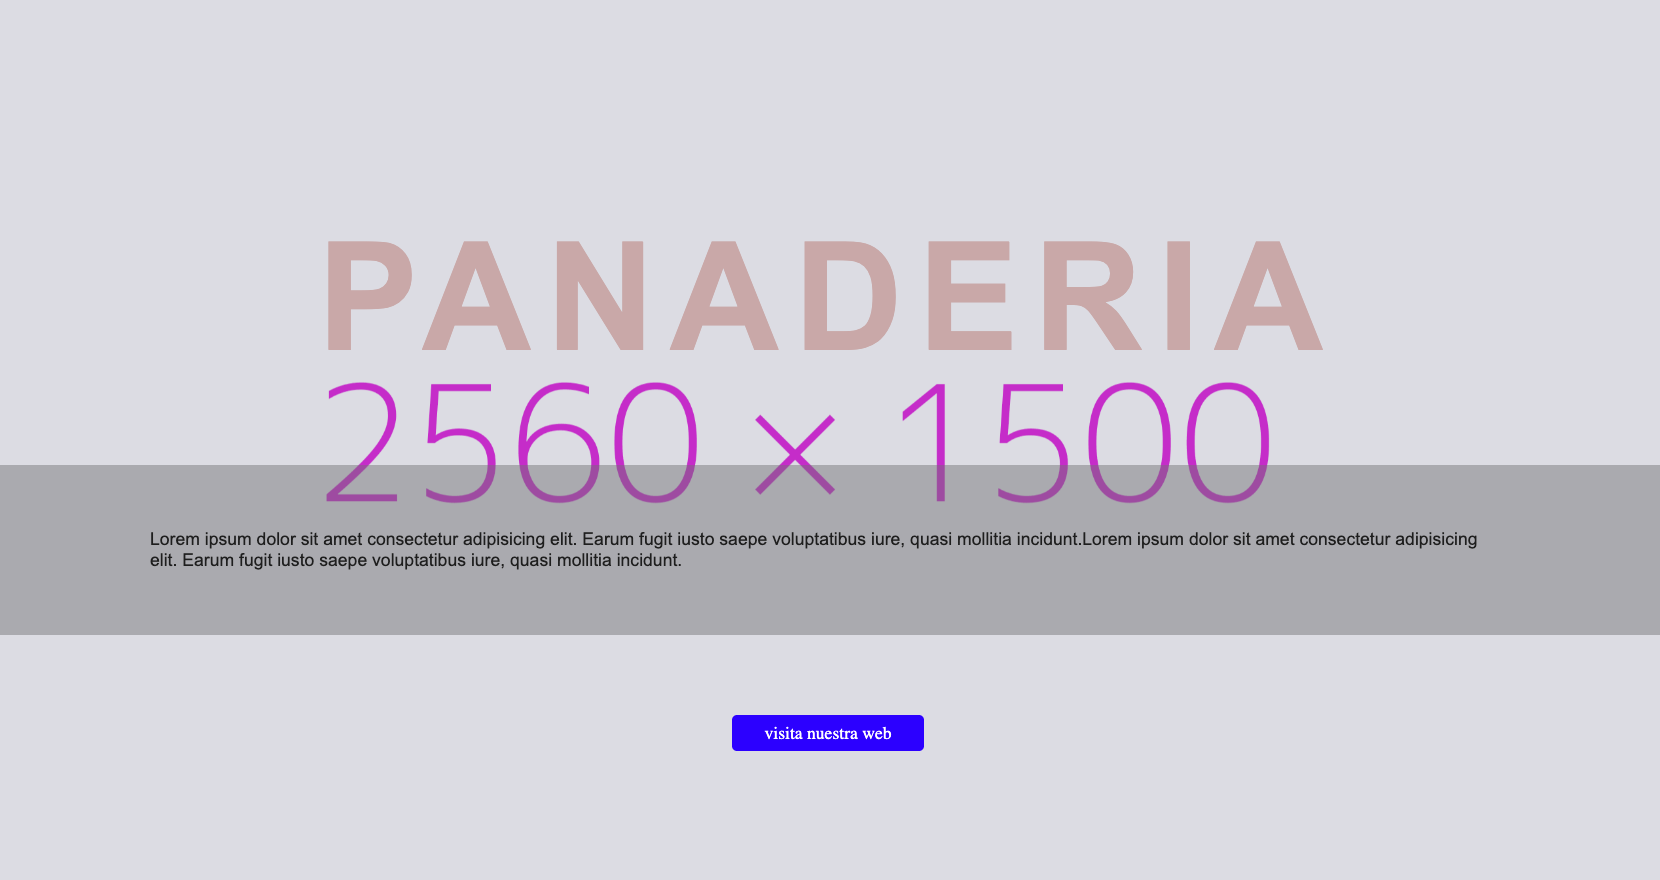 PANADERIA
2560 × 1500
Lorem ipsum dolor sit amet consectetur adipisicing elit. Earum fugit iusto saepe voluptatibus iure, quasi mollitia incidunt.Lorem ipsum dolor sit amet consectetur adipisicing
elit. Earum fugit iusto saepe voluptatibus iure, quasi mollitia incidunt.
visita nuestra web